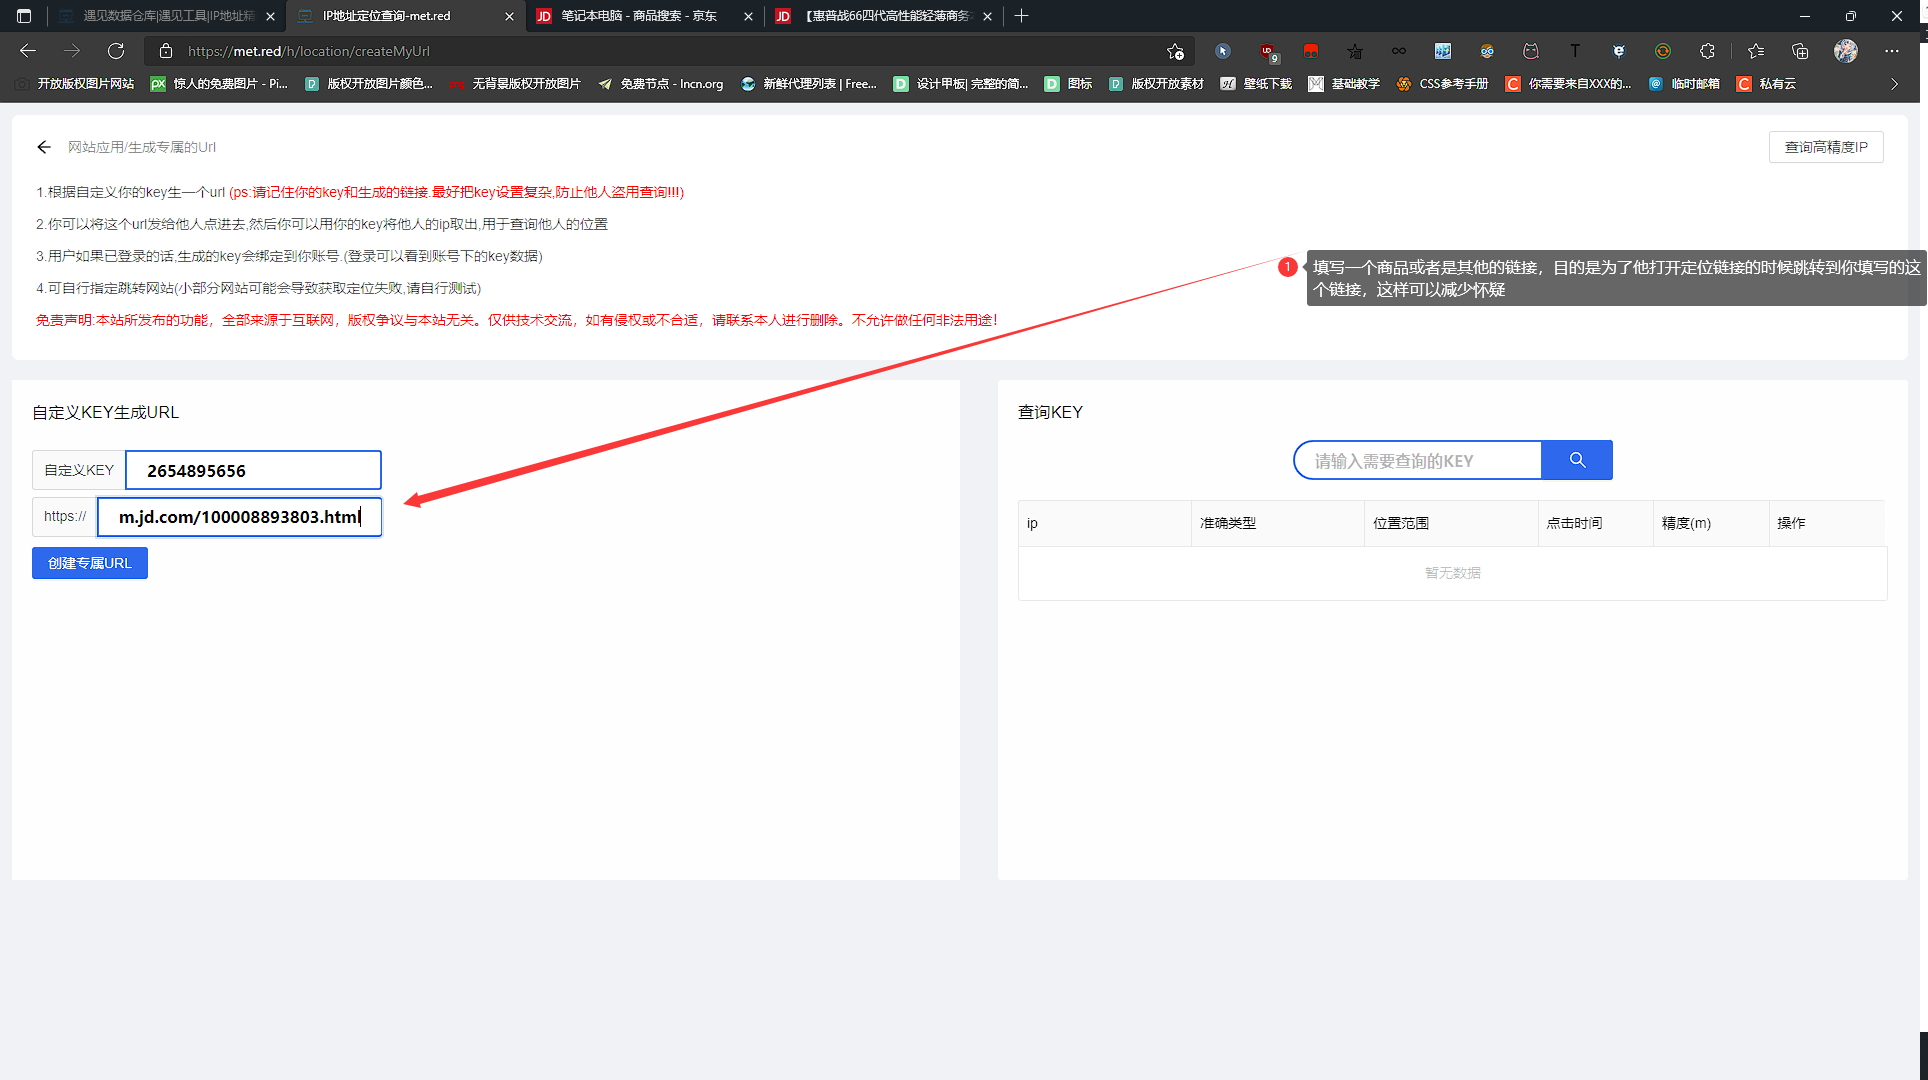 遇见数据仓库|遇见工具|IP地址精
IP地址定位查询-met.red
JD 笔记本电脑 - 商品搜索 - 京东
JD 【惠普战66四代高性能轻薄商务
https://met.red/h/location/createMyUrl
UD 9
T
开放版权图片网站
px 惊人的免费图片 - Pi...
版权开放图片颜色...
无背景版权开放图片
免费节点 - lncn.org
新鲜代理列表 | Free...
D 设计甲板| 完整的简...
D 图标
版权开放素材
壁纸下载
基础教学
CSS参考手册
C 你需要来自XXX的...
临时邮箱
C 私有云
网站应用/生成专属的Url
查询高精度IP
1.根据自定义你的key生一个url (ps:请记住你的key和生成的链接.最好把key设置复杂,防止他人盗用查询!!!)
2.你可以将这个url发给他人点进去,然后你可以用你的key将他人的ip取出,用于查询他人的位置
3.用户如果已登录的话,生成的key会绑定到你账号.(登录可以看到账号下的key数据)
4.可自行指定跳转网站(小部分网站可能会导致获取定位失败,请自行测试)
免责声明:本站所发布的功能，全部来源于互联网，版权争议与本站无关。仅供技术交流，如有侵权或不合适，请联系本人进行删除。不允许做任何非法用途！
1
填写一个商品或者是其他的链接，目的是为了他打开定位链接的时候跳转到你填写的这
个链接，这样可以减少怀疑
自定义KEY生成URL
自定义KEY 2654895656
https:// m.jd.com/100008893803.html
创建专属URL
查询KEY
请输入需要查询的KEY
ip 准确类型 位置范围 点击时间 精度(m) 操作
暂无数据